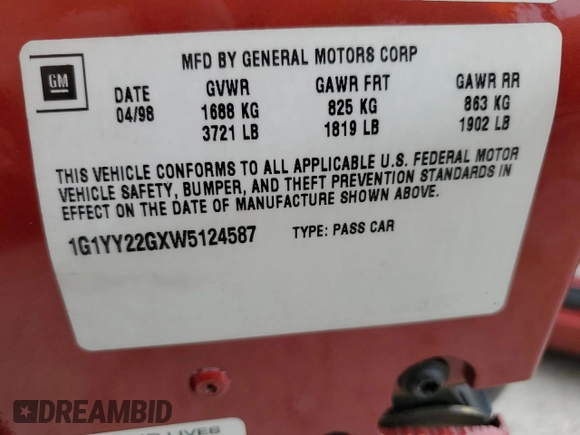 MFD BY GENERAL MOTORS CORP
GM
DATE GVWR GAWR FRT GAWR RR
04/98 1688 KG 825 KG 863 KG
3721 LB 1819 LB 1902 LB
THIS VEHICLE CONFORMS TO ALL APPLICABLE U.S. FEDERAL MOTOR
VEHICLE SAFETY, BUMPER, AND THEFT PREVENTION STANDARDS IN
EFFECT ON THE DATE OF MANUFACTURE SHOWN ABOVE.
1G1YY22GXW5124587 TYPE: PASS CAR
DREAMBID
LIVES